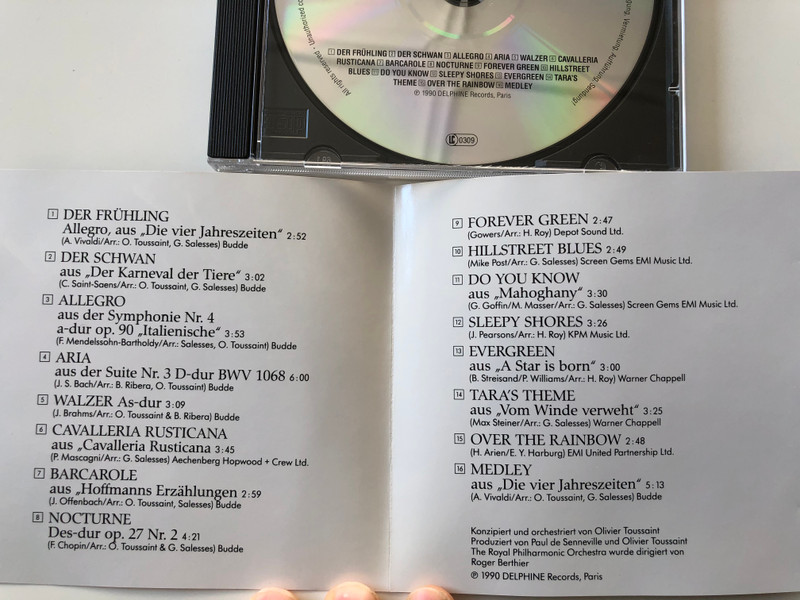 gung, Vermietung, Aufführung, Sendung!
All rights reserved - Unauthorized co
1 DER FRÜHLING 2 DER SCHWAN 3 ALLEGRO 4 ARIA 5 WALZER 6 CAVALLERIA
RUSTICANA 7 BARCAROLE 8 NOCTURNE 9 FOREVER GREEN 10 HILLSTREET
BLUES 11 DO YOU KNOW 12 SLEEPY SHORES 13 EVERGREEN 14 TARA'S
THEME 15 OVER THE RAINBOW 16 MEDLEY
℗ 1990 DELPHINE Records, Paris
LC 0309
1 DER FRÜHLING
Allegro, aus „Die vier Jahreszeiten" 2:52
(A. Vivaldi/Arr.: O. Toussaint, G. Salesses) Budde
2 DER SCHWAN
aus „Der Karneval der Tiere" 3:02
(C. Saint-Saens/Arr.: O. Toussaint, G. Salesses) Budde
3 ALLEGRO
aus der Symphonie Nr. 4
a-dur op. 90 „Italienische" 3:53
(F. Mendelssohn-Bartholdy/Arr.: Salesses, O. Toussaint) Budde
4 ARIA
aus der Suite Nr. 3 D-dur BWV 1068 6:00
(J. S. Bach/Arr.: B. Ribera, O. Toussaint) Budde
5 WALZER As-dur 3:09
(J. Brahms/Arr.: O. Toussaint & B. Ribera) Budde
6 CAVALLERIA RUSTICANA
aus „Cavalleria Rusticana 3:45
(P. Mascagni/Arr.: G. Salesses) Aechenberg Hopwood + Crew Ltd.
7 BARCAROLE
aus „Hoffmanns Erzählungen 2:59
(J. Offenbach/Arr.: O. Toussaint, Salesses) Budde
8 NOCTURNE
Des-dur op. 27 Nr. 2 4:21
(F. Chopin/Arr.: O. Toussaint & G. Salesses) Budde
9 FOREVER GREEN 2:47
(Gowers/Arr.: H. Roy) Depot Sound Ltd.
10 HILLSTREET BLUES 2:49
(Mike Post/Arr.: G. Salesses) Screen Gems EMI Music Ltd.
11 DO YOU KNOW
aus „Mahoghany" 3:30
(G. Goffin/M. Masser/Arr.: G. Salesses) Screen Gems EMI Music Ltd.
12 SLEEPY SHORES 3:26
(J. Pearsons/Arr.: H. Roy) KPM Music Ltd.
13 EVERGREEN
aus „A Star is born" 3:00
(B. Streisand/P. Williams/Arr.: H. Roy) Warner Chappell
14 TARA'S THEME
aus „Vom Winde verweht" 3:25
(Max Steiner/Arr.: G. Salesses) Warner Chappell
15 OVER THE RAINBOW 2:48
(H. Arlen/E. Y. Harburg) EMI United Partnership Ltd.
16 MEDLEY
aus „Die vier Jahreszeiten" 5:13
(A. Vivaldi/Arr.: O. Toussaint, G. Salesses) Budde
Konzipiert und orchestriert von Olivier Toussaint
Produziert von Paul de Senneville und Olivier Toussaint
The Royal Philharmonic Orchestra wurde dirigiert von
Roger Berthier
℗ 1990 DELPHINE Records, Paris